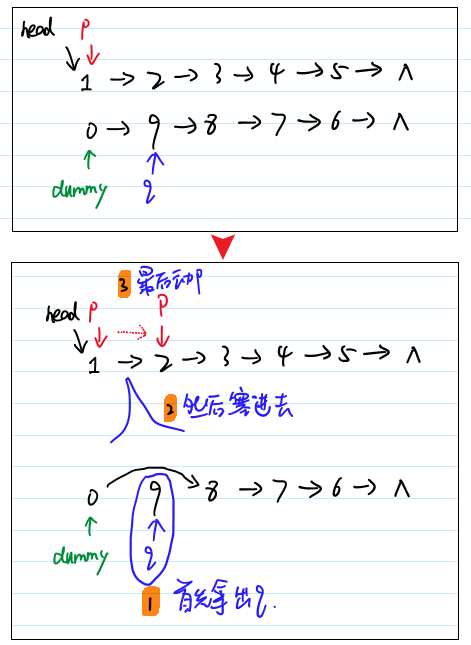 head p
1 → 2 → 3 → 4 → 5 → ∧
0 → 9 → 8 → 7 → 6 → ∧
dummy q
3 最后动p
head p p
1 → 2 → 3 → 4 → 5 → ∧
2 然后塞进去
0 9 8 → 7 → 6 → ∧
dummy q
1 首先拿出q.